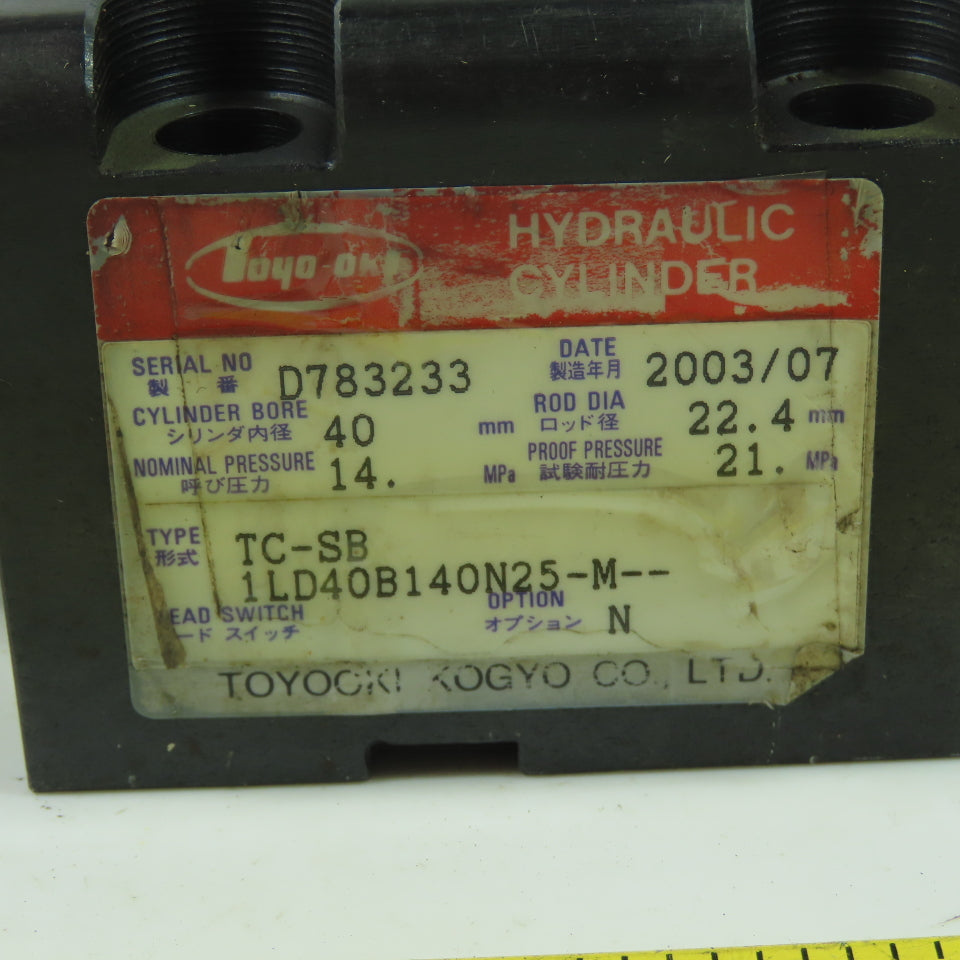 Toyo-oki
HYDRAULIC
CYLINDER
SERIAL NO
製 番 D783233
DATE
製造年月 2003/07
CYLINDER BORE
シリンダ内径 40 mm
ROD DIA
ロッド径 22.4 mm
NOMINAL PRESSURE
呼び圧力 14. MPa
PROOF PRESSURE
試験耐圧力 21. MPa
TYPE
形式 TC-SB
1LD40B140N25-M--
EAD SWITCH
ード スイッチ
OPTION
オプション N
TOYOOKI KOGYO CO., LTD.